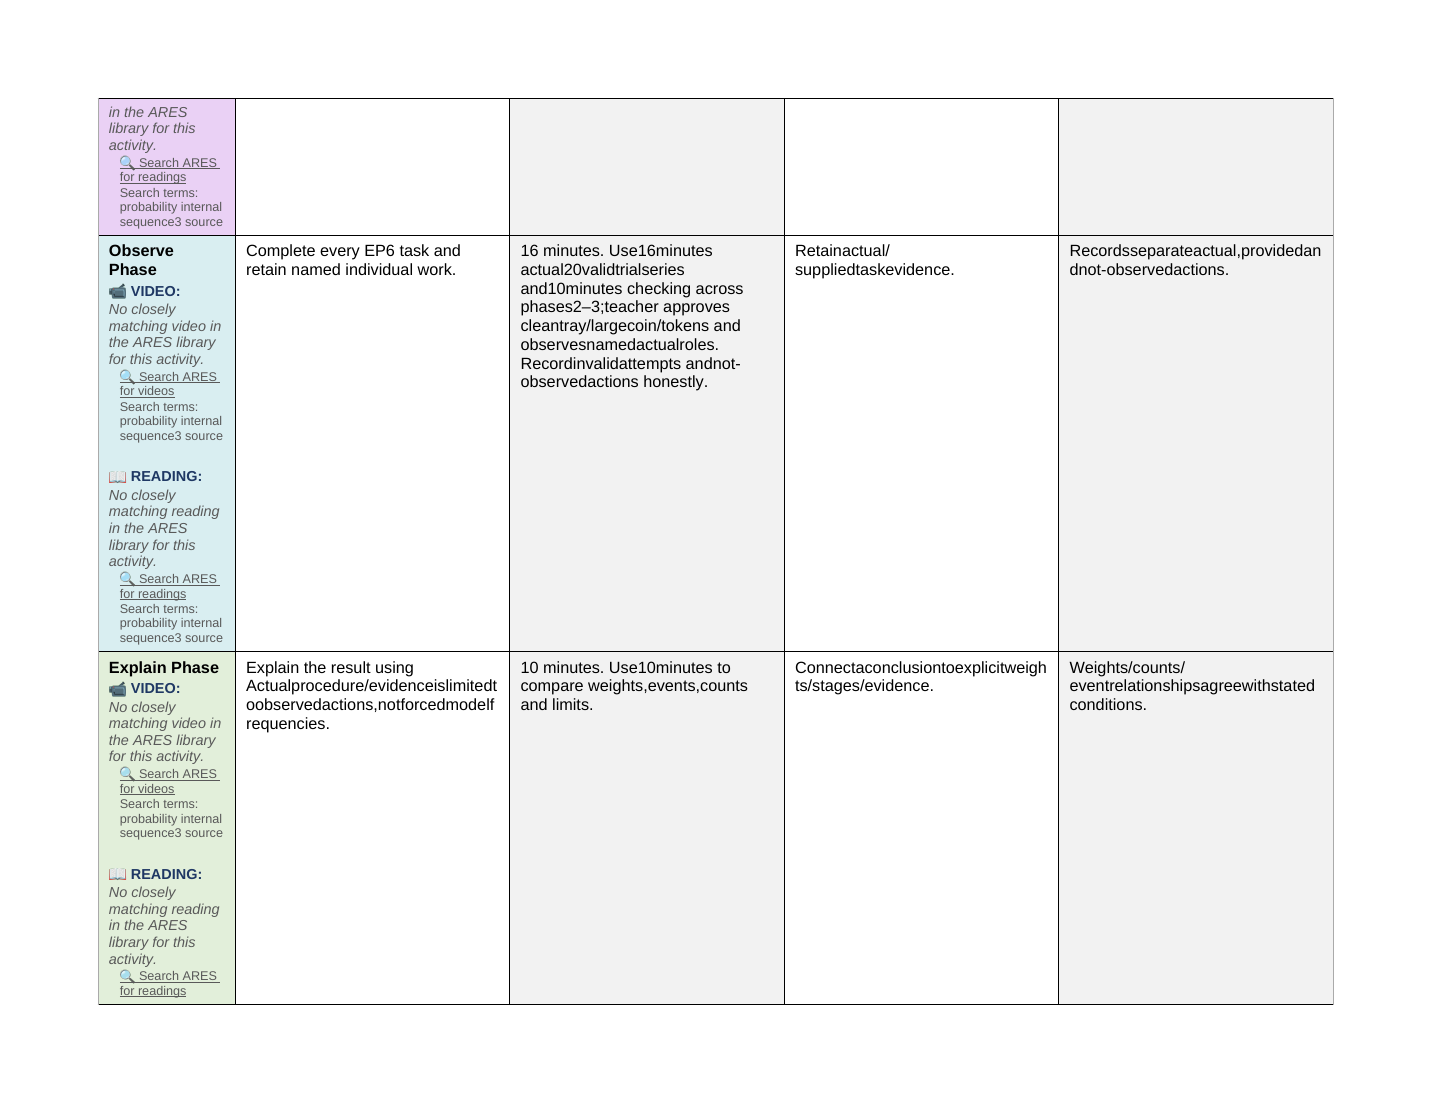 in the ARES
library for this
activity.
🔍 Search ARES
for readings
Search terms:
probability internal
sequence3 source
Observe
Phase
📹 VIDEO:
No closely
matching video in
the ARES library
for this activity.
🔍 Search ARES
for videos
Search terms:
probability internal
sequence3 source
📖 READING:
No closely
matching reading
in the ARES
library for this
activity.
🔍 Search ARES
for readings
Search terms:
probability internal
sequence3 source
Complete every EP6 task and
retain named individual work.
16 minutes. Use16minutes
actual20validtrialseries
and10minutes checking across
phases2–3;teacher approves
cleantray/largecoin/tokens and
observesnamedactualroles.
Recordinvalidattempts andnot-
observedactions honestly.
Retainactual/
suppliedtaskevidence.
Recordsseparateactual,providedan
dnot-observedactions.
Explain Phase
📹 VIDEO:
No closely
matching video in
the ARES library
for this activity.
🔍 Search ARES
for videos
Search terms:
probability internal
sequence3 source
📖 READING:
No closely
matching reading
in the ARES
library for this
activity.
🔍 Search ARES
for readings
Explain the result using
Actualprocedure/evidenceislimitedt
oobservedactions,notforcedmodelf
requencies.
10 minutes. Use10minutes to
compare weights,events,counts
and limits.
Connectaconclusiontoexplicitweigh
ts/stages/evidence.
Weights/counts/
eventrelationshipsagreewithstated
conditions.